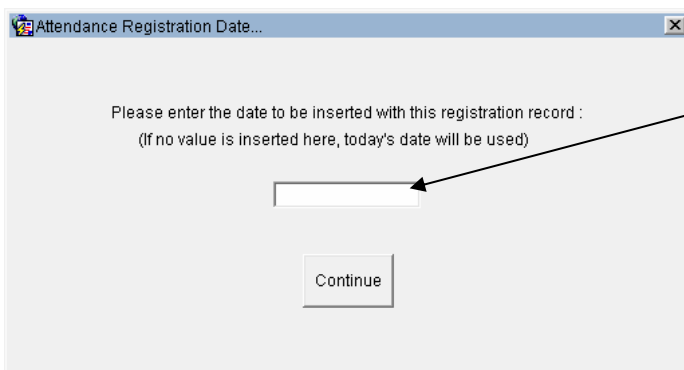 Attendance Registration Date...
Please enter the date to be inserted with this registration record :
(If no value is inserted here, today's date will be used)
Continue